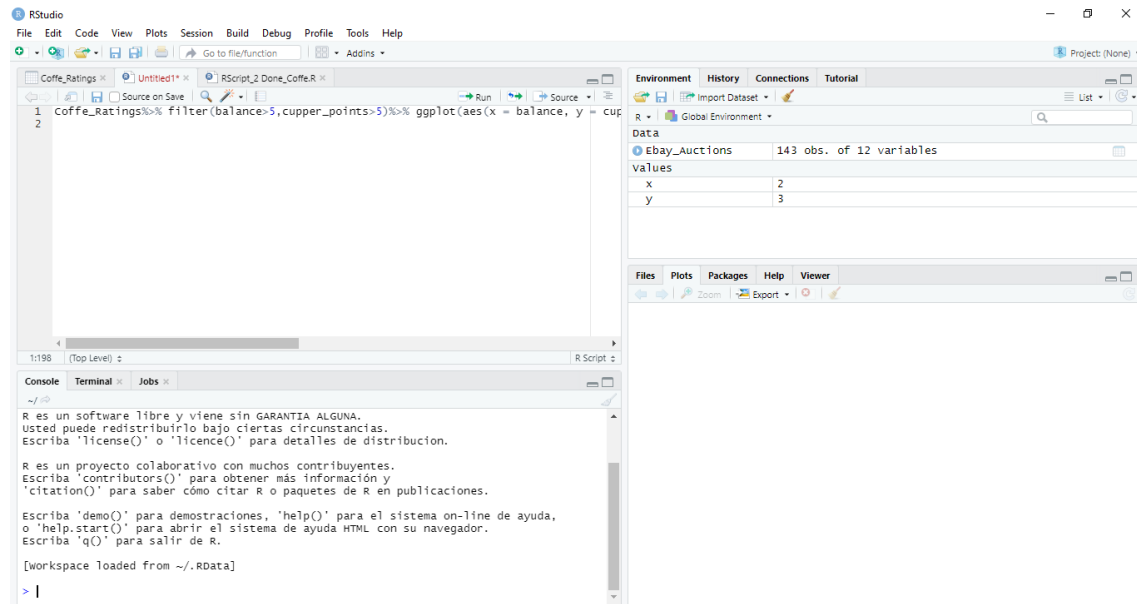 RStudio
File Edit Code View Plots Session Build Debug Profile Tools Help
Go to file/function Addins Project: (None)
Coffe_Ratings Untitled1* RScript_2 Done_Coffe.R
Source on Save Run Source
1 Coffe_Ratings%>% filter(balance>5,cupper_points>5)%>% ggplot(aes(x = balance, y = cup
2
1:198 (Top Level) R Script
Console Terminal Jobs
~/
R es un software libre y viene sin GARANTIA ALGUNA.
Usted puede redistribuirlo bajo ciertas circunstancias.
Escriba 'license()' o 'licence()' para detalles de distribucion.
R es un proyecto colaborativo con muchos contribuyentes.
Escriba 'contributors()' para obtener más información y
'citation()' para saber cómo citar R o paquetes de R en publicaciones.
Escriba 'demo()' para demostraciones, 'help()' para el sistema on-line de ayuda,
o 'help.start()' para abrir el sistema de ayuda HTML con su navegador.
Escriba 'q()' para salir de R.
[Workspace loaded from ~/.RData]
>
Environment History Connections Tutorial
Import Dataset List
R Global Environment
Data
Ebay_Auctions 143 obs. of 12 variables
Values
x 2
y 3
Files Plots Packages Help Viewer
Zoom Export